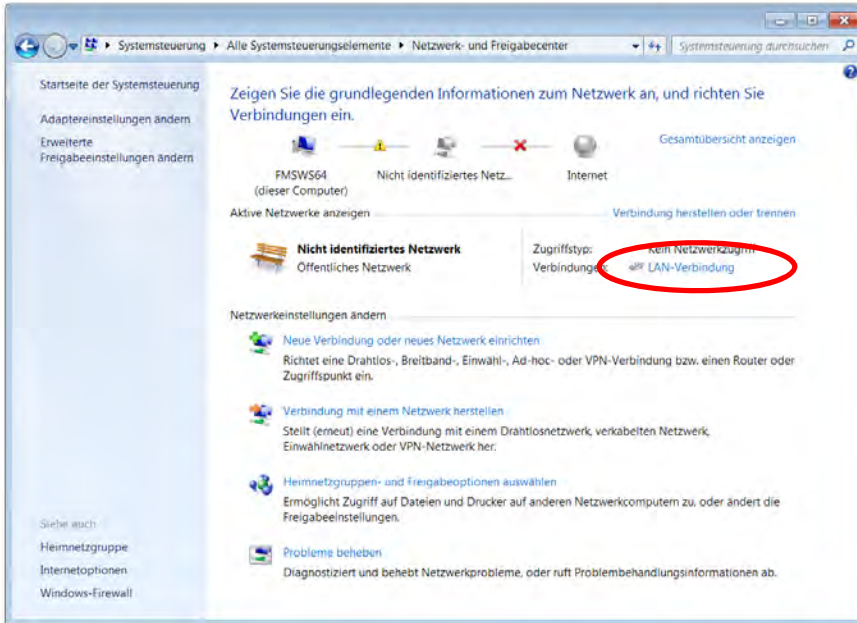 Systemsteuerung ▸ Alle Systemsteuerungselemente ▸ Netzwerk- und Freigabecenter
Systemsteuerung durchsuchen
Startseite der Systemsteuerung
Adaptereinstellungen ändern
Erweiterte
Freigabeeinstellungen ändern
Zeigen Sie die grundlegenden Informationen zum Netzwerk an, und richten Sie
Verbindungen ein.
Gesamtübersicht anzeigen
FMSWS64
(dieser Computer)
Nicht identifiziertes Netz...
Internet
Aktive Netzwerke anzeigen
Verbindung herstellen oder trennen
Nicht identifiziertes Netzwerk
Öffentliches Netzwerk
Zugriffstyp: Kein Netzwerkzugriff
Verbindungen: LAN-Verbindung
Netzwerkeinstellungen ändern
Neue Verbindung oder neues Netzwerk einrichten
Richtet eine Drahtlos-, Breitband-, Einwähl-, Ad-hoc- oder VPN-Verbindung bzw. einen Router oder
Zugriffspunkt ein.
Verbindung mit einem Netzwerk herstellen
Stellt (erneut) eine Verbindung mit einem Drahtlosnetzwerk, verkabelten Netzwerk,
Einwählnetzwerk oder VPN-Netzwerk her.
Heimnetzgruppen- und Freigabeoptionen auswählen
Ermöglicht Zugriff auf Dateien und Drucker auf anderen Netzwerkcomputern zu, oder ändert die
Freigabeeinstellungen.
Probleme beheben
Diagnostiziert und behebt Netzwerkprobleme, oder ruft Problembehandlungsinformationen ab.
Siehe auch
Heimnetzgruppe
Internetoptionen
Windows-Firewall